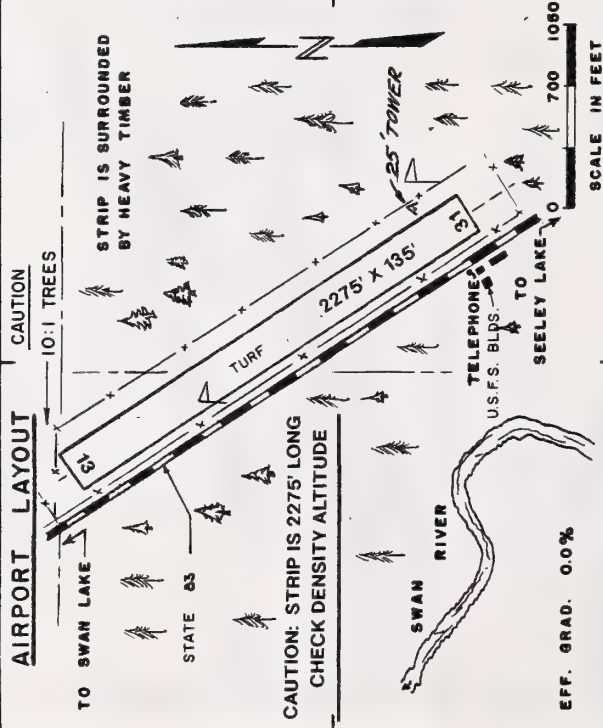 AIRPORT LAYOUT
CAUTION
10:1 TREES
TO SWAN LAKE
13
STRIP IS SURROUNDED
BY HEAVY TIMBER
N
STATE 83
TURF
2275' X 135'
25' TOWER
31
CAUTION: STRIP IS 2275' LONG
CHECK DENSITY ALTITUDE
TELEPHONE
U.S.F.S. BLDS.
TO
SEELEY LAKE
SWAN
RIVER
EFF. GRAD. 0.0%
0 700 1050
SCALE IN FEET